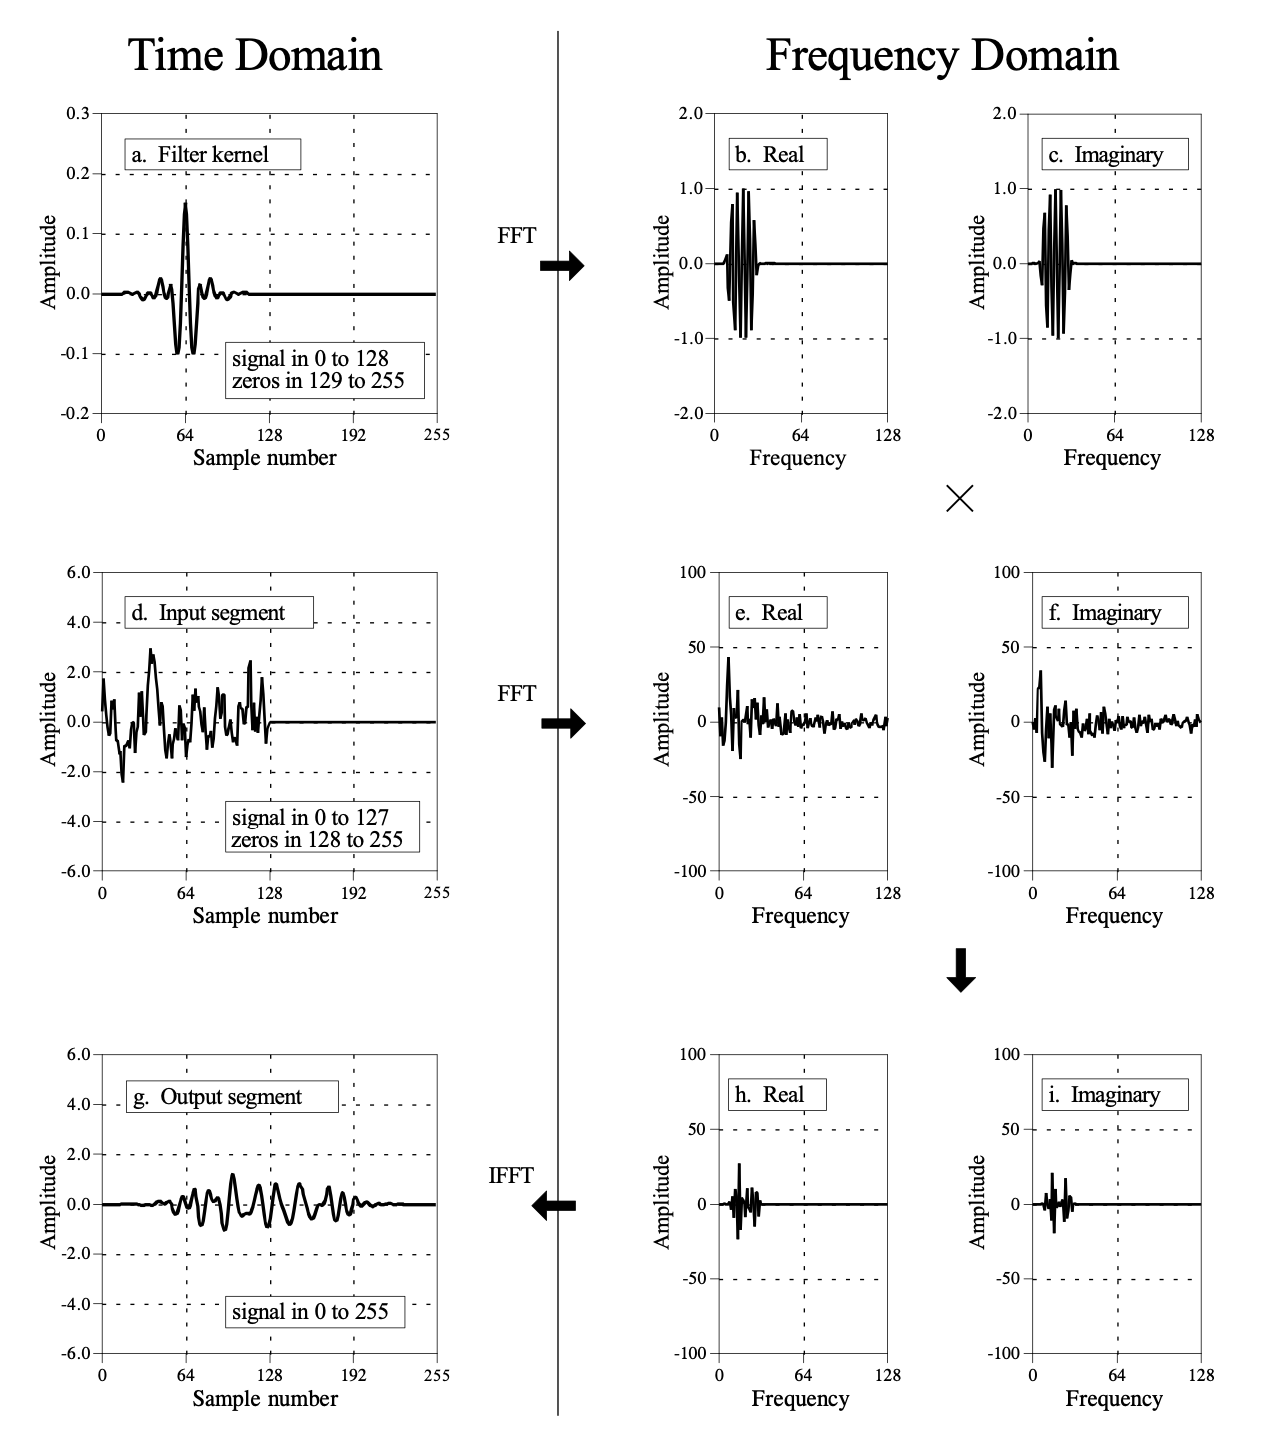 Time Domain
Frequency Domain
0.3
0.2
0.1
0.0
-0.1
-0.2
Amplitude
a. Filter kernel
signal in 0 to 128
zeros in 129 to 255
0 64 128 192 255
Sample number
FFT
2.0
1.0
0.0
-1.0
-2.0
Amplitude
b. Real
0 64 128
Frequency
2.0
1.0
0.0
-1.0
-2.0
Amplitude
c. Imaginary
0 64 128
Frequency
×
6.0
4.0
2.0
0.0
-2.0
-4.0
-6.0
Amplitude
d. Input segment
signal in 0 to 127
zeros in 128 to 255
0 64 128 192 255
Sample number
FFT
100
50
0
-50
-100
Amplitude
e. Real
0 64 128
Frequency
100
50
0
-50
-100
Amplitude
f. Imaginary
0 64 128
Frequency
6.0
4.0
2.0
0.0
-2.0
-4.0
-6.0
Amplitude
g. Output segment
signal in 0 to 255
0 64 128 192 255
Sample number
IFFT
100
50
0
-50
-100
Amplitude
h. Real
0 64 128
Frequency
100
50
0
-50
-100
Amplitude
i. Imaginary
0 64 128
Frequency